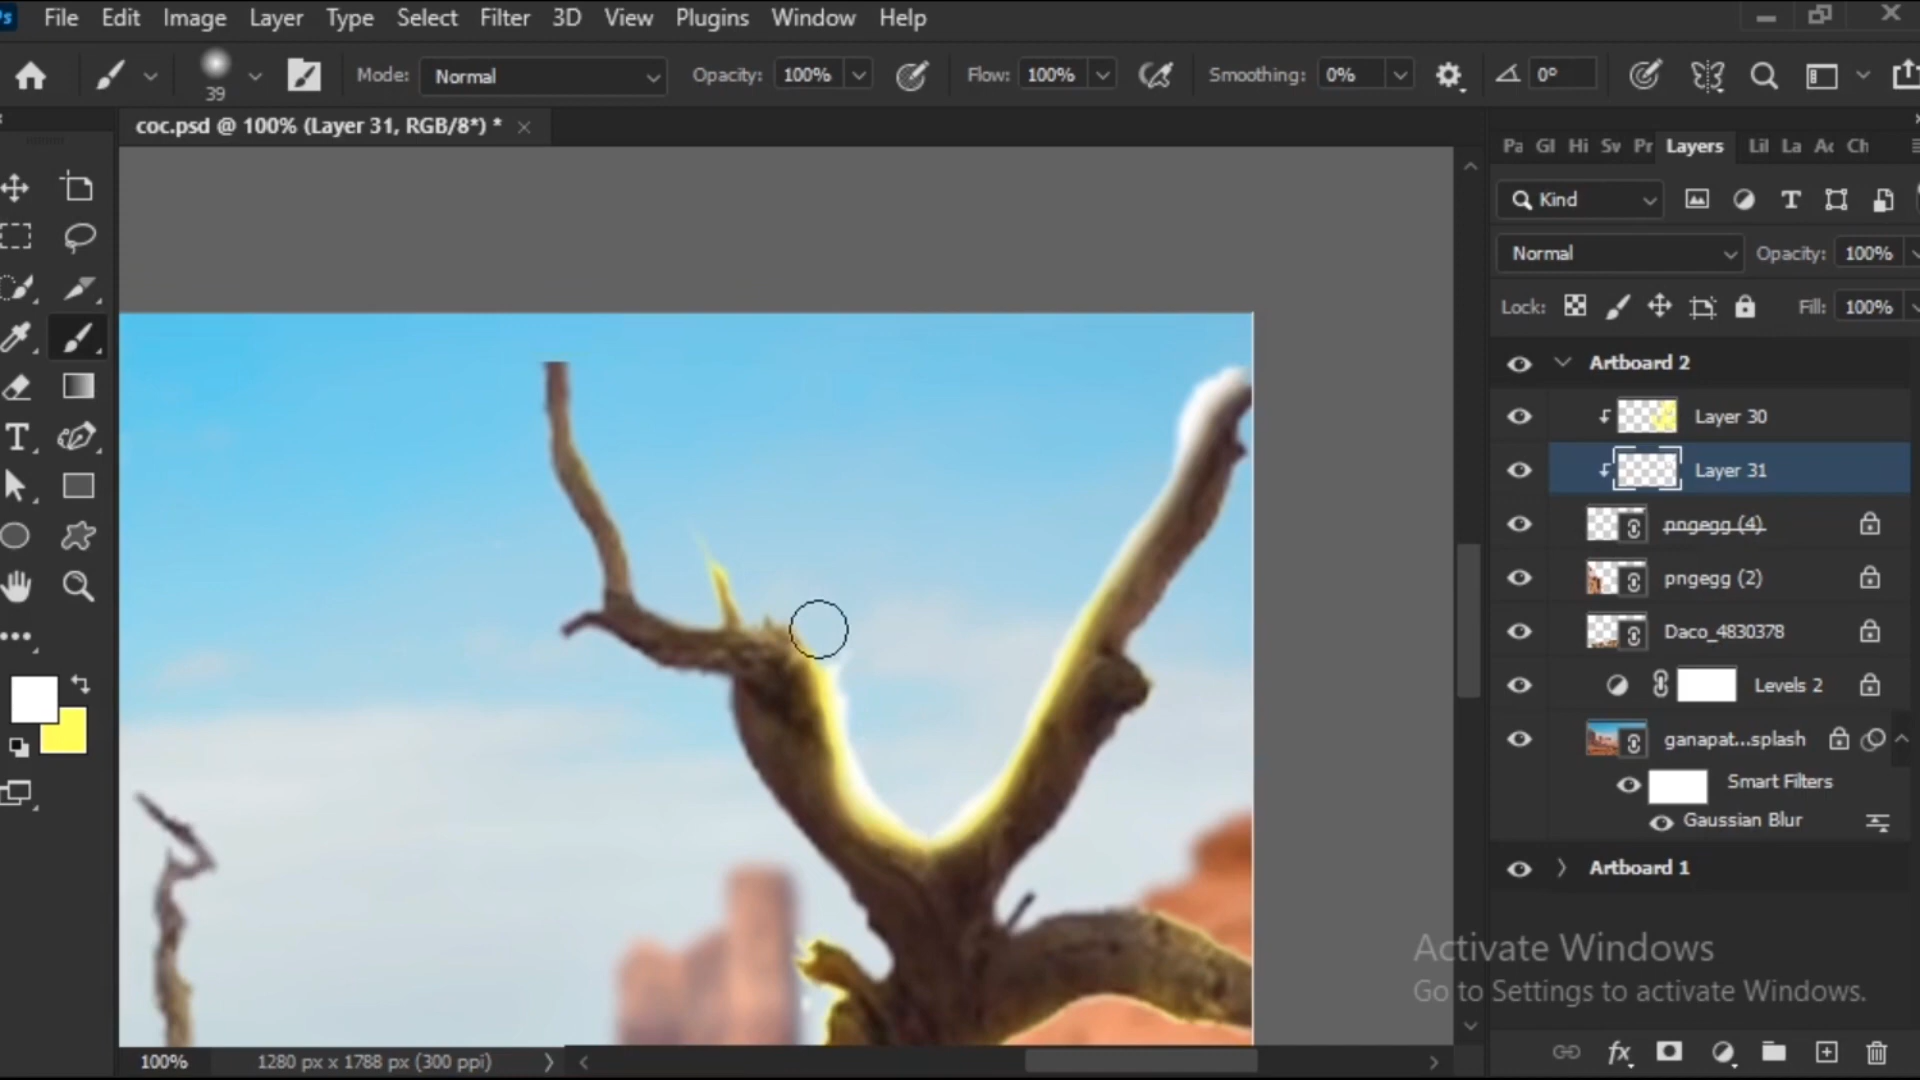 File Edit Image Layer Type Select Filter 3D View Plugins Window Help
39 Mode: Normal Opacity: 100% Flow: 100% Smoothing: 0% 0°
coc.psd @ 100% (Layer 31, RGB/8*) *
Pa Gl Hi Sw Pr Layers Lil La Ac Ch
Kind
Normal Opacity: 100%
Lock: Fill: 100%
Artboard 2
Layer 30
Layer 31
pngegg (4)
pngegg (2)
Daco_4830378
Levels 2
ganapat...splash
Smart Filters
Gaussian Blur
Artboard 1
Activate Windows
Go to Settings to activate Windows.
100% 1280 px x 1788 px (300 ppi)
fx